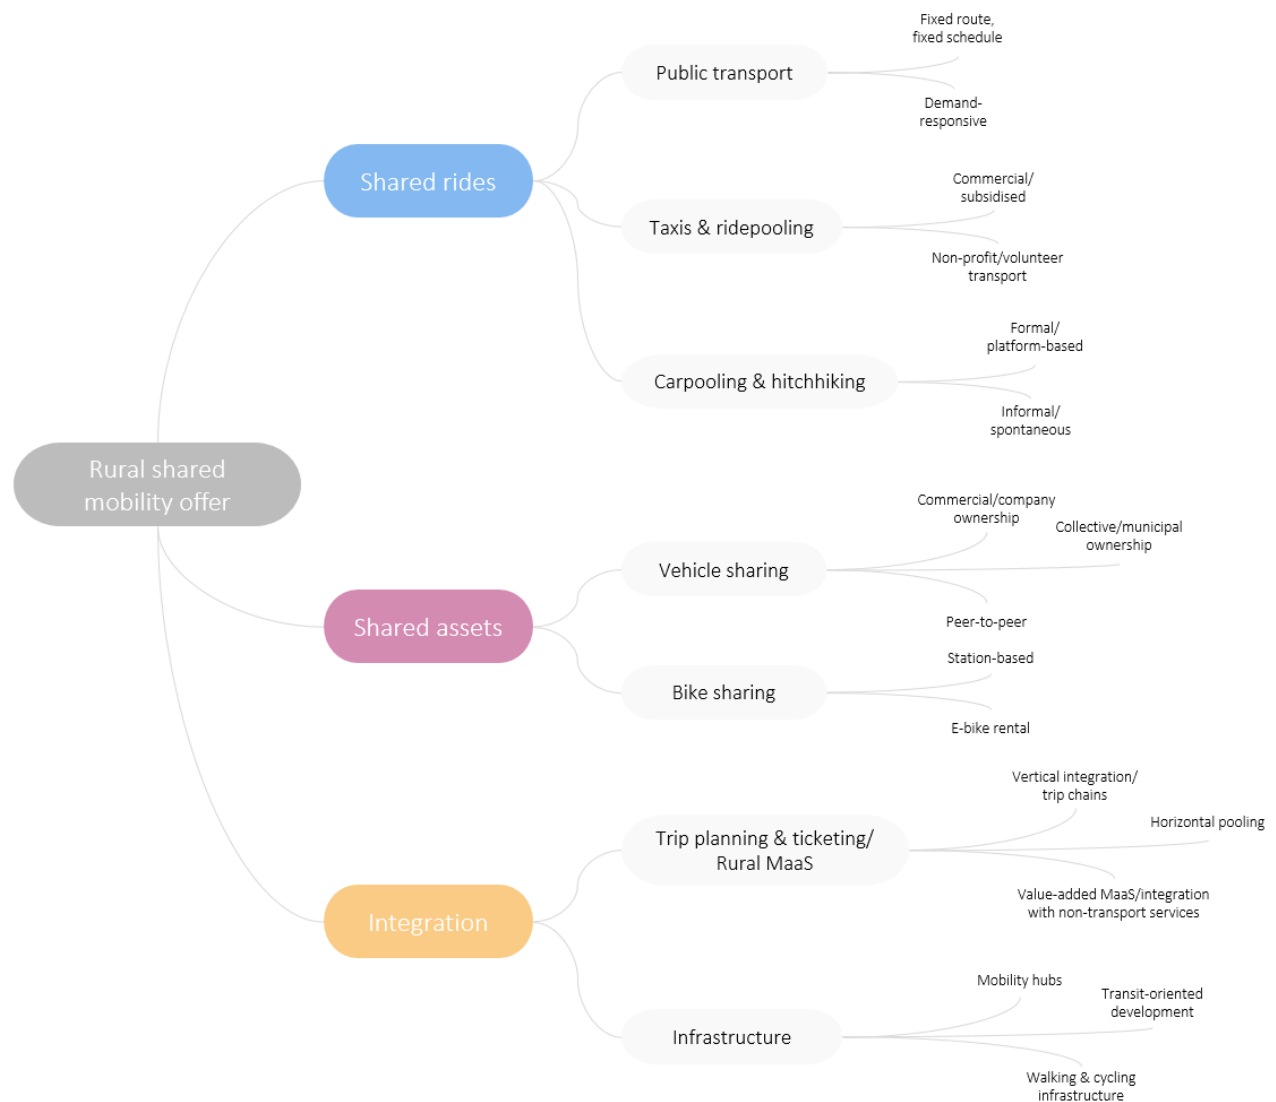 Rural shared
mobility offer
Shared rides
Public transport
Fixed route,
fixed schedule
Demand-
responsive
Taxis & ridepooling
Commercial/
subsidised
Non-profit/volunteer
transport
Carpooling & hitchhiking
Formal/
platform-based
Informal/
spontaneous
Shared assets
Vehicle sharing
Commercial/company
ownership
Collective/municipal
ownership
Peer-to-peer
Bike sharing
Station-based
E-bike rental
Integration
Trip planning & ticketing/
Rural MaaS
Vertical integration/
trip chains
Horizontal pooling
Value-added MaaS/integration
with non-transport services
Infrastructure
Mobility hubs
Transit-oriented
development
Walking & cycling
infrastructure